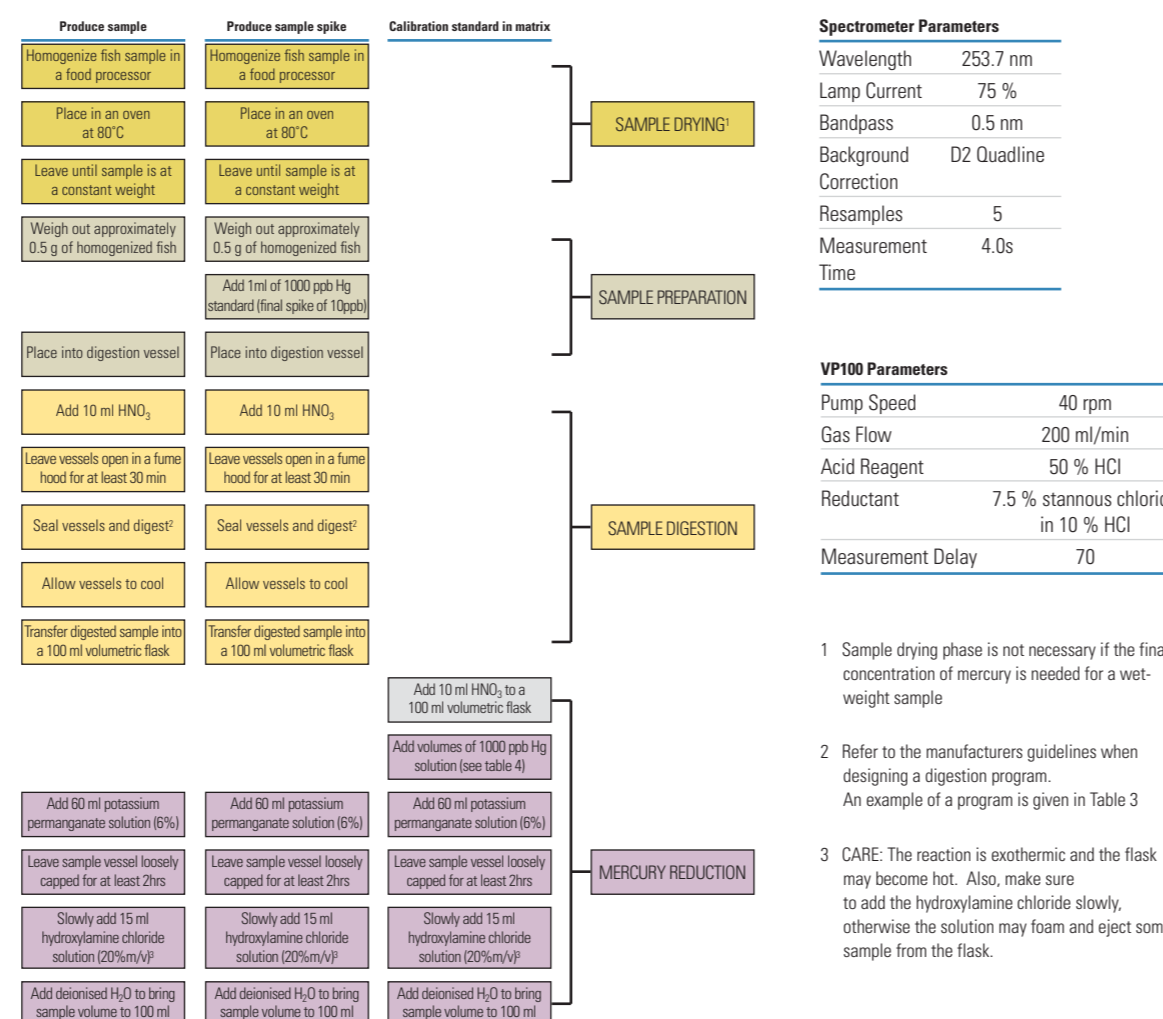 Produce sample
Produce sample spike
Calibration standard in matrix
Homogenize fish sample in
a food processor
Homogenize fish sample in
a food processor
Place in an oven
at 80˚C
Place in an oven
at 80˚C
SAMPLE DRYING¹
Leave until sample is at
a constant weight
Leave until sample is at
a constant weight
Weigh out approximately
0.5 g of homogenized fish
Weigh out approximately
0.5 g of homogenized fish
Add 1ml of 1000 ppb Hg
standard (final spike of 10ppb)
SAMPLE PREPARATION
Place into digestion vessel
Place into digestion vessel
Add 10 ml HNO₃
Add 10 ml HNO₃
Leave vessels open in a fume
hood for at least 30 min
Leave vessels open in a fume
hood for at least 30 min
Seal vessels and digest²
Seal vessels and digest²
SAMPLE DIGESTION
Allow vessels to cool
Allow vessels to cool
Transfer digested sample into
a 100 ml volumetric flask
Transfer digested sample into
a 100 ml volumetric flask
Add 10 ml HNO₃ to a
100 ml volumetric flask
Add volumes of 1000 ppb Hg
solution (see table 4)
Add 60 ml potassium
permanganate solution (6%)
Add 60 ml potassium
permanganate solution (6%)
Add 60 ml potassium
permanganate solution (6%)
Leave sample vessel loosely
capped for at least 2hrs
Leave sample vessel loosely
capped for at least 2hrs
Leave sample vessel loosely
capped for at least 2hrs
MERCURY REDUCTION
Slowly add 15 ml
hydroxylamine chloride
solution (20%m/v)³
Slowly add 15 ml
hydroxylamine chloride
solution (20%m/v)³
Slowly add 15 ml
hydroxylamine chloride
solution (20%m/v)³
Add deionised H₂O to bring
sample volume to 100 ml
Add deionised H₂O to bring
sample volume to 100 ml
Add deionised H₂O to bring
sample volume to 100 ml
Spectrometer Parameters
Wavelength 253.7 nm
Lamp Current 75 %
Bandpass 0.5 nm
Background D2 Quadline
Correction
Resamples 5
Measurement 4.0s
Time
VP100 Parameters
Pump Speed 40 rpm
Gas Flow 200 ml/min
Acid Reagent 50 % HCl
Reductant 7.5 % stannous
in 10 % HCl
Measurement Delay 70
1 Sample drying phase is not necessary if the
concentration of mercury is needed for a wet-
weight sample
2 Refer to the manufacturers guidelines when
designing a digestion program.
An example of a program is given in Table 3
3 CARE: The reaction is exothermic and the flask
may become hot. Also, make sure
to add the hydroxylamine chloride slowly,
otherwise the solution may foam and eject
sample from the flask.